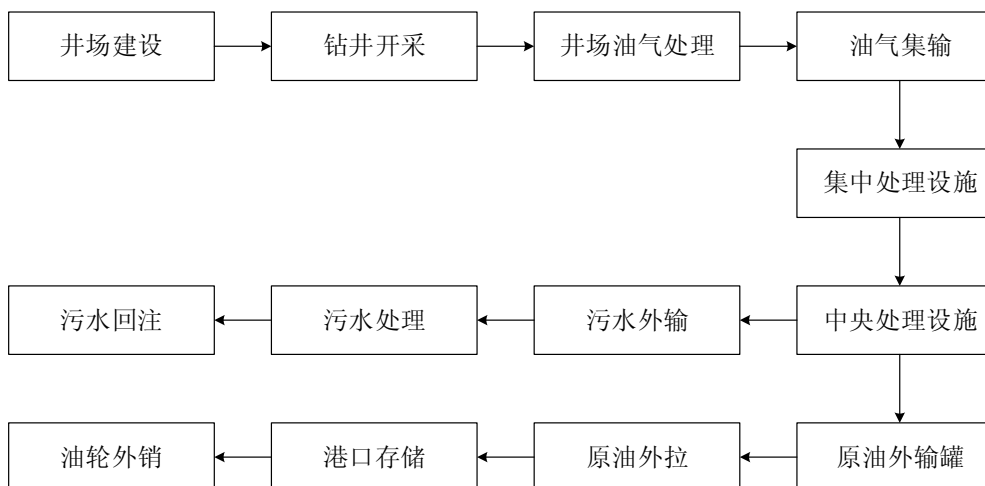 井场建设
钻井开采
井场油气处理
油气集输
集中处理设施
污水回注
污水处理
污水外输
中央处理设施
油轮外销
港口存储
原油外拉
原油外输罐